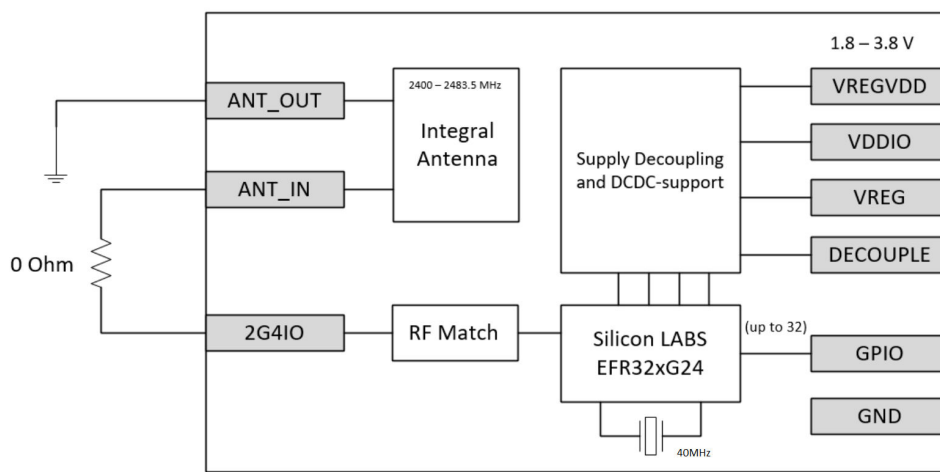 1.8 – 3.8 V
ANT_OUT
2400 – 2483.5 MHz
Integral
Antenna
VREGVDD
VDDIO
Supply Decoupling
and DCDC-support
ANT_IN
VREG
DECOUPLE
0 Ohm
2G4IO
RF Match
Silicon LABS
EFR32xG24
(up to 32)
GPIO
GND
40MHz